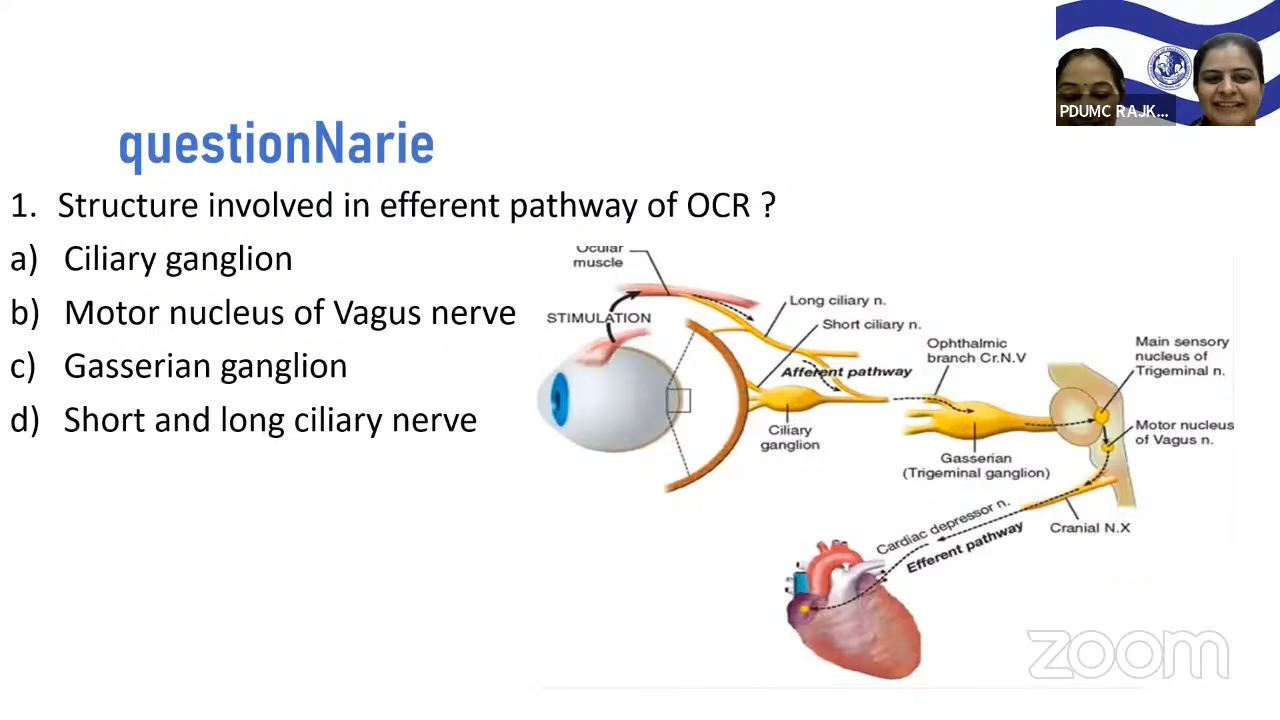 PDUMC RAJK...
questionNarie
1. Structure involved in efferent pathway of OCR ?
a) Ciliary ganglion
b) Motor nucleus of Vagus nerve
c) Gasserian ganglion
d) Short and long ciliary nerve
Ocular
muscle
STIMULATION
Long ciliary n.
Short ciliary n.
Afferent pathway
Ciliary
ganglion
Ophthalmic
branch Cr.N.V
Gasserian
(Trigeminal ganglion)
Main sensory
nucleus of
Trigeminal n.
Motor nucleus
of Vagus n.
Cranial N.X
Cardiac depressor n.
Efferent pathway
zoom